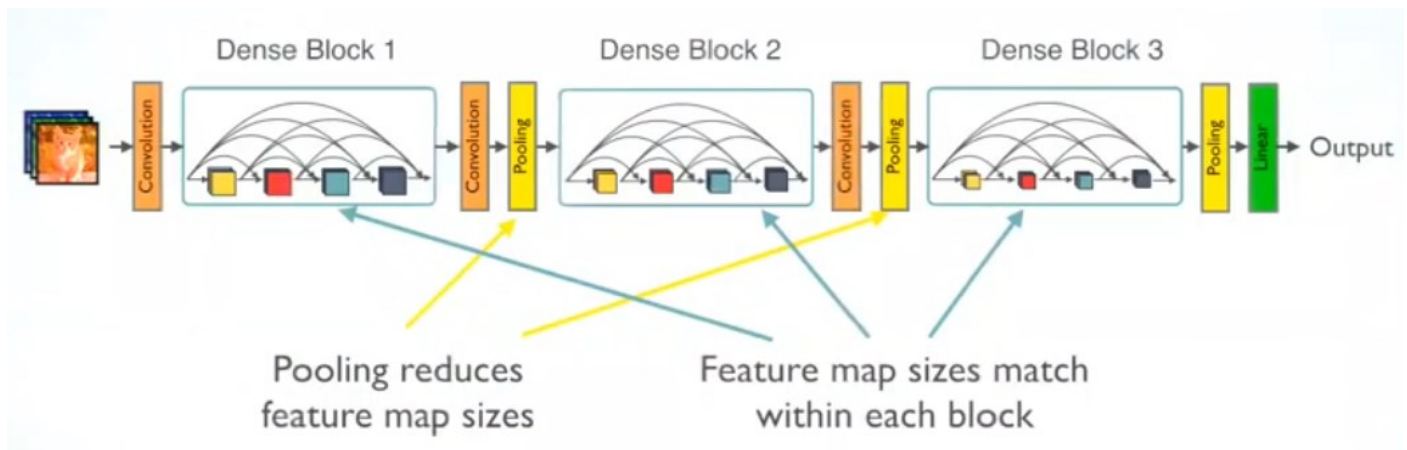 Dense Block 1
Dense Block 2
Dense Block 3
Convolution
Convolution
Pooling
Convolution
Pooling
Pooling
Linear
Output
Pooling reduces
feature map sizes
Feature map sizes match
within each block